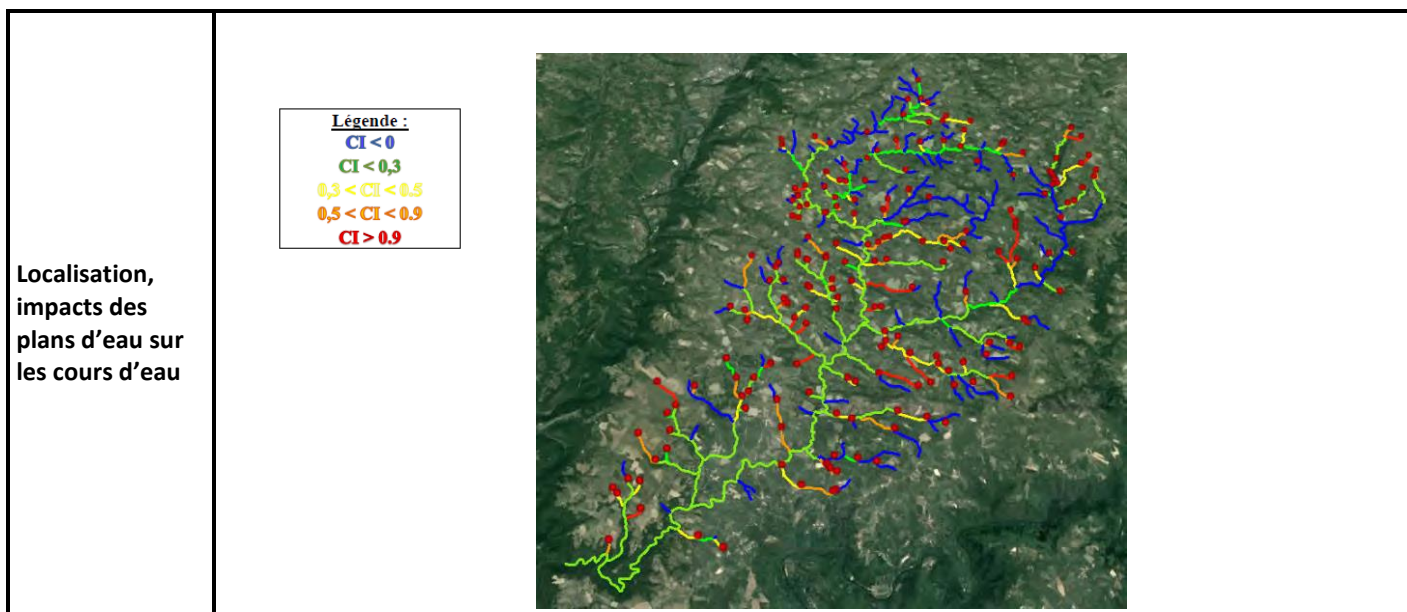 Localisation,
impacts des
plans d’eau sur
les cours d’eau
Légende :
CI < 0
CI < 0,3
0,3 < CI < 0.5
0,5 < CI < 0.9
CI > 0.9